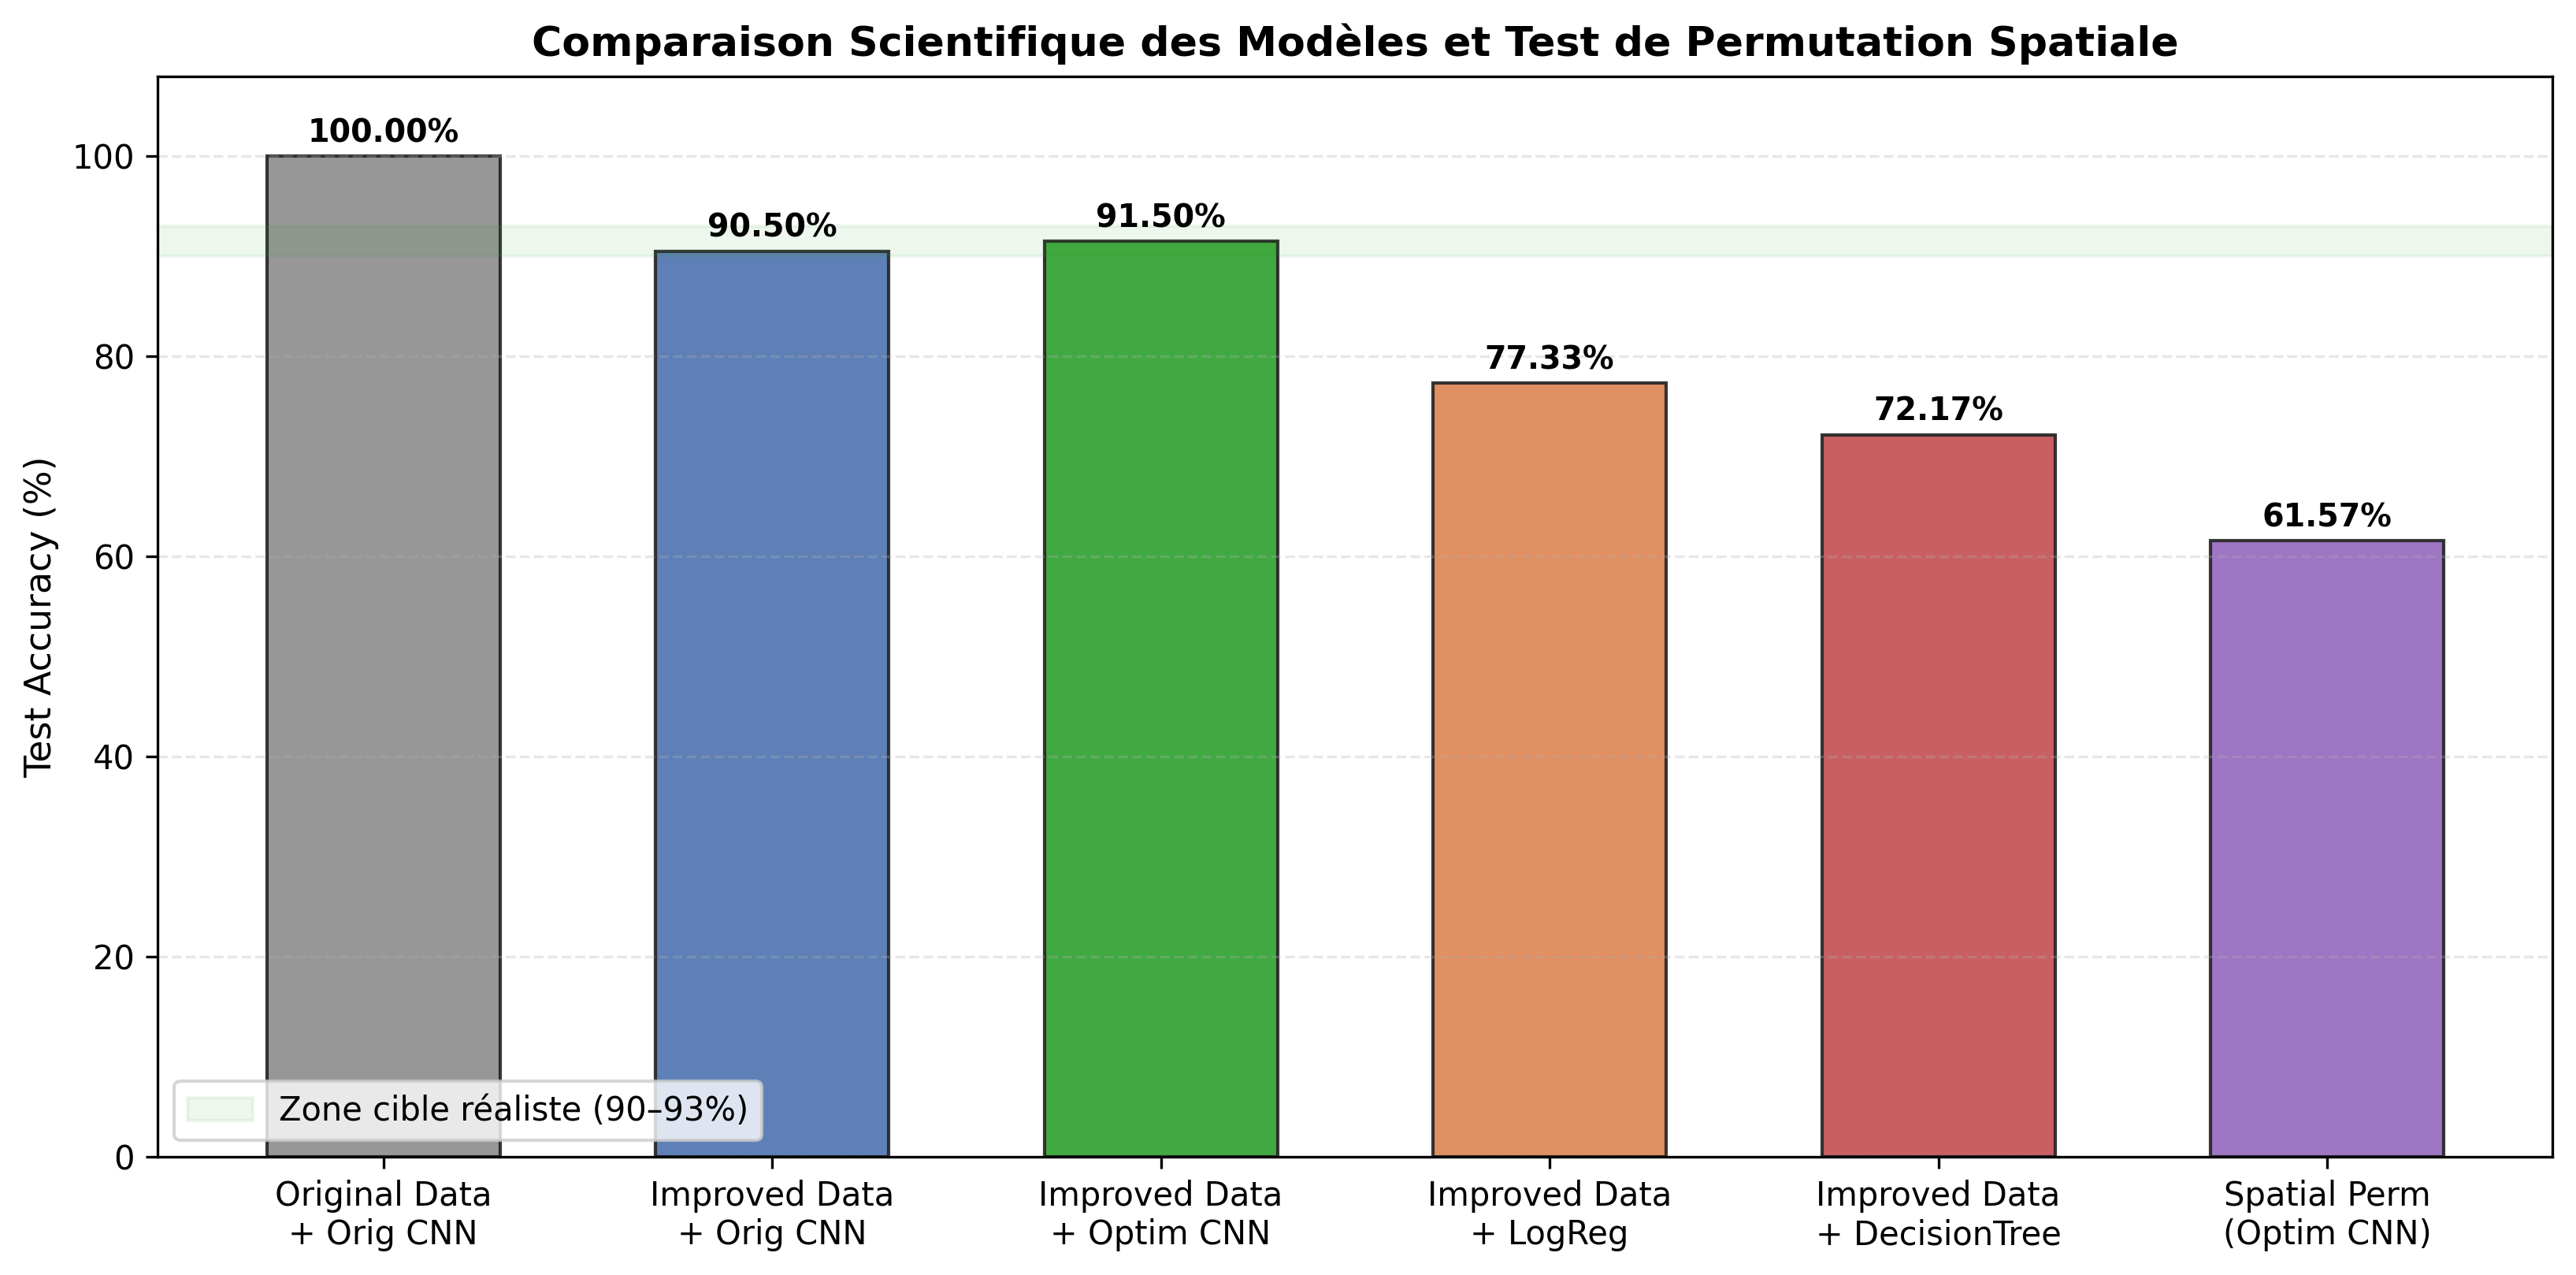 Comparaison Scientifique des Modèles et Test de Permutation Spatiale
Test Accuracy (%)
100
80
60
40
20
0
100.00%
90.50%
91.50%
77.33%
72.17%
61.57%
Zone cible réaliste (90–93%)
Original Data
+ Orig CNN
Improved Data
+ Orig CNN
Improved Data
+ Optim CNN
Improved Data
+ LogReg
Improved Data
+ DecisionTree
Spatial Perm
(Optim CNN)